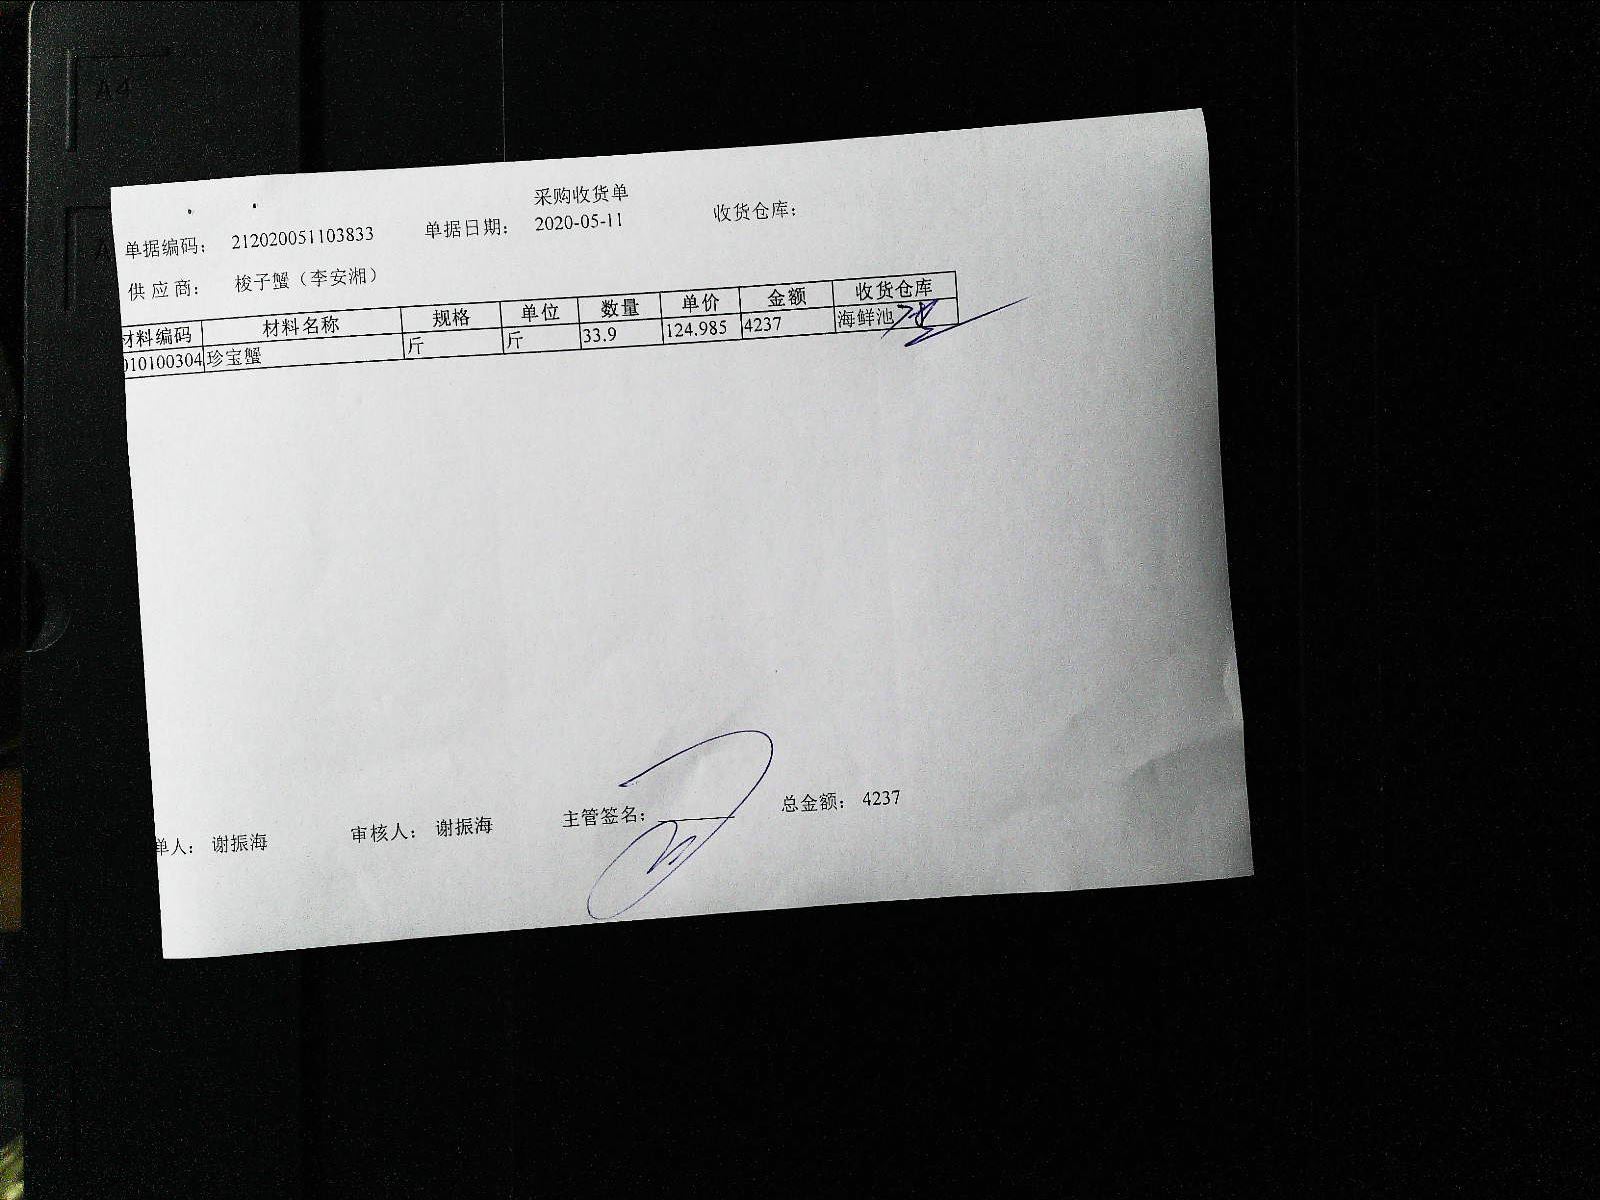 A4
采购收货单
单据编码： 212020051103833 单据日期： 2020-05-11 收货仓库：
供应商： 梭子蟹（李安湘）
材料编码 材料名称 规格 单位 数量 单价 金额 收货仓库
010100304 珍宝蟹 斤 斤 33.9 124.985 4237 海鲜池
单人： 谢振海 审核人： 谢振海 主管签名： 总金额： 4237